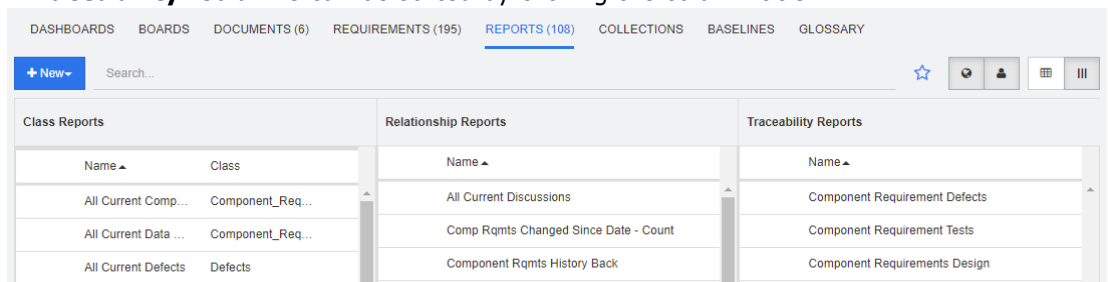 DASHBOARDS BOARDS DOCUMENTS (6) REQUIREMENTS (195) REPORTS (108) COLLECTIONS BASELINES GLOSSARY
+ New Search...
Class Reports Relationship Reports Traceability Reports
Name Class Name Name
All Current Comp... Component_Req... All Current Discussions Component Requirement Defects
All Current Data ... Component_Req... Comp Rqmts Changed Since Date - Count Component Requirement Tests
All Current Defects Defects Component Rqmts History Back Component Requirements Design